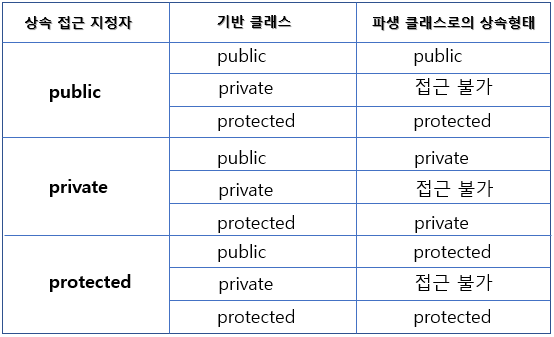 상속 접근 지정자 기반 클래스 파생 클래스로의 상속형태
public public public
private 접근 불가
protected protected
private public private
private 접근 불가
protected private
protected public protected
private 접근 불가
protected protected